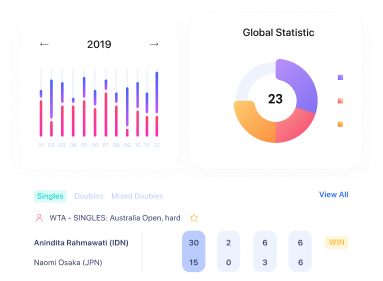 ← 2019 →
01 02 03 04 05 06 07 08 09 10 11 12
Global Statistic
23
Singles Doubles Mixed Doubles
View All
WTA - SINGLES: Australia Open, hard
Anindita Rahmawati (IDN) 30 2 6 6 WIN
Naomi Osaka (JPN) 15 0 3 6